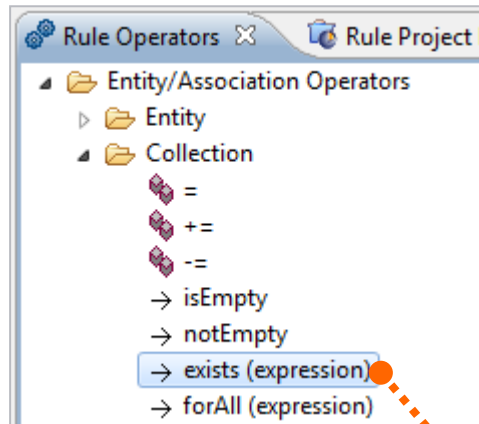 Rule Operators Rule Project
Entity/Association Operators
Entity
Collection
=
+=
-=
isEmpty
notEmpty
exists (expression)
forAll (expression)